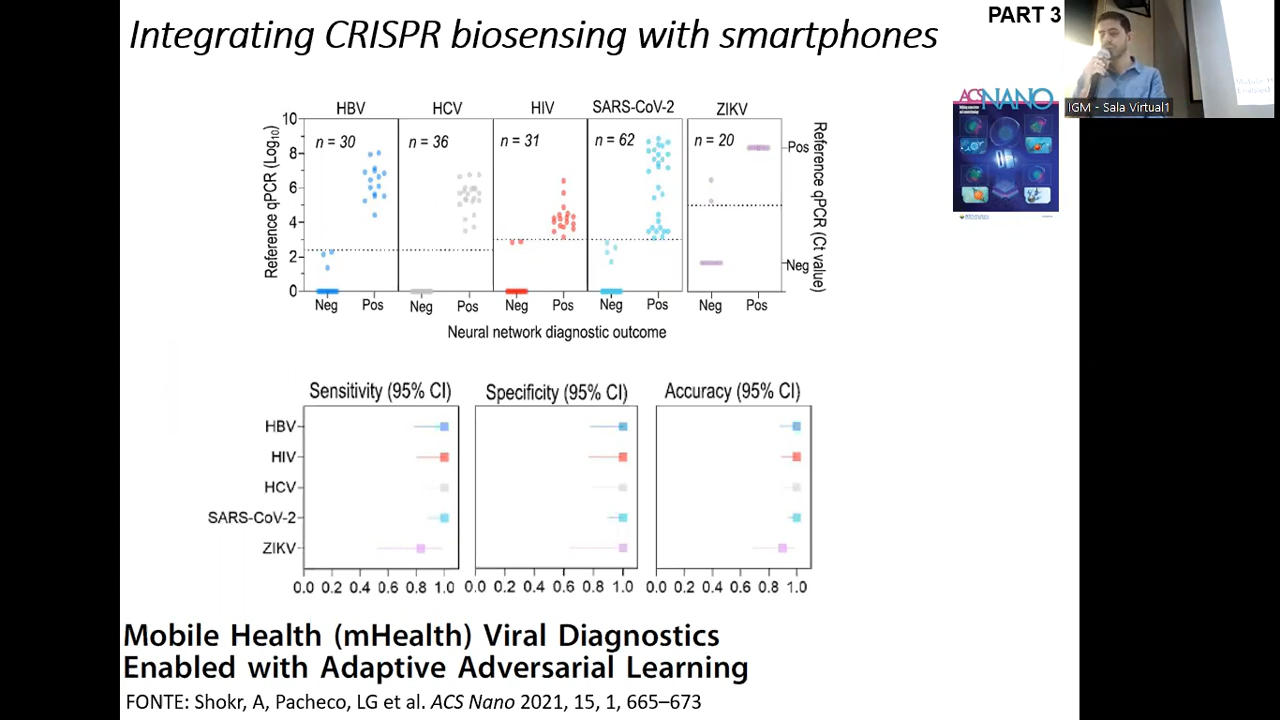 Integrating CRISPR biosensing with smartphones
PART 3
IGM - Sala Virtual1
ACS NANO
HBV
HCV
HIV
SARS-CoV-2
ZIKV
n = 30
n = 36
n = 31
n = 62
n = 20
Reference qPCR (Log10)
10
8
6
4
2
0
Pos
Neg
Reference qPCR (Ct value)
Neg Pos Neg Pos Neg Pos Neg Pos Neg Pos
Neural network diagnostic outcome
Sensitivity (95% CI)
Specificity (95% CI)
Accuracy (95% CI)
HBV
HIV
HCV
SARS-CoV-2
ZIKV
0.0 0.2 0.4 0.6 0.8 1.0 0.0 0.2 0.4 0.6 0.8 1.0 0.0 0.2 0.4 0.6 0.8 1.0
Mobile Health (mHealth) Viral Diagnostics
Enabled with Adaptive Adversarial Learning
FONTE: Shokr, A, Pacheco, LG et al. ACS Nano 2021, 15, 1, 665–673